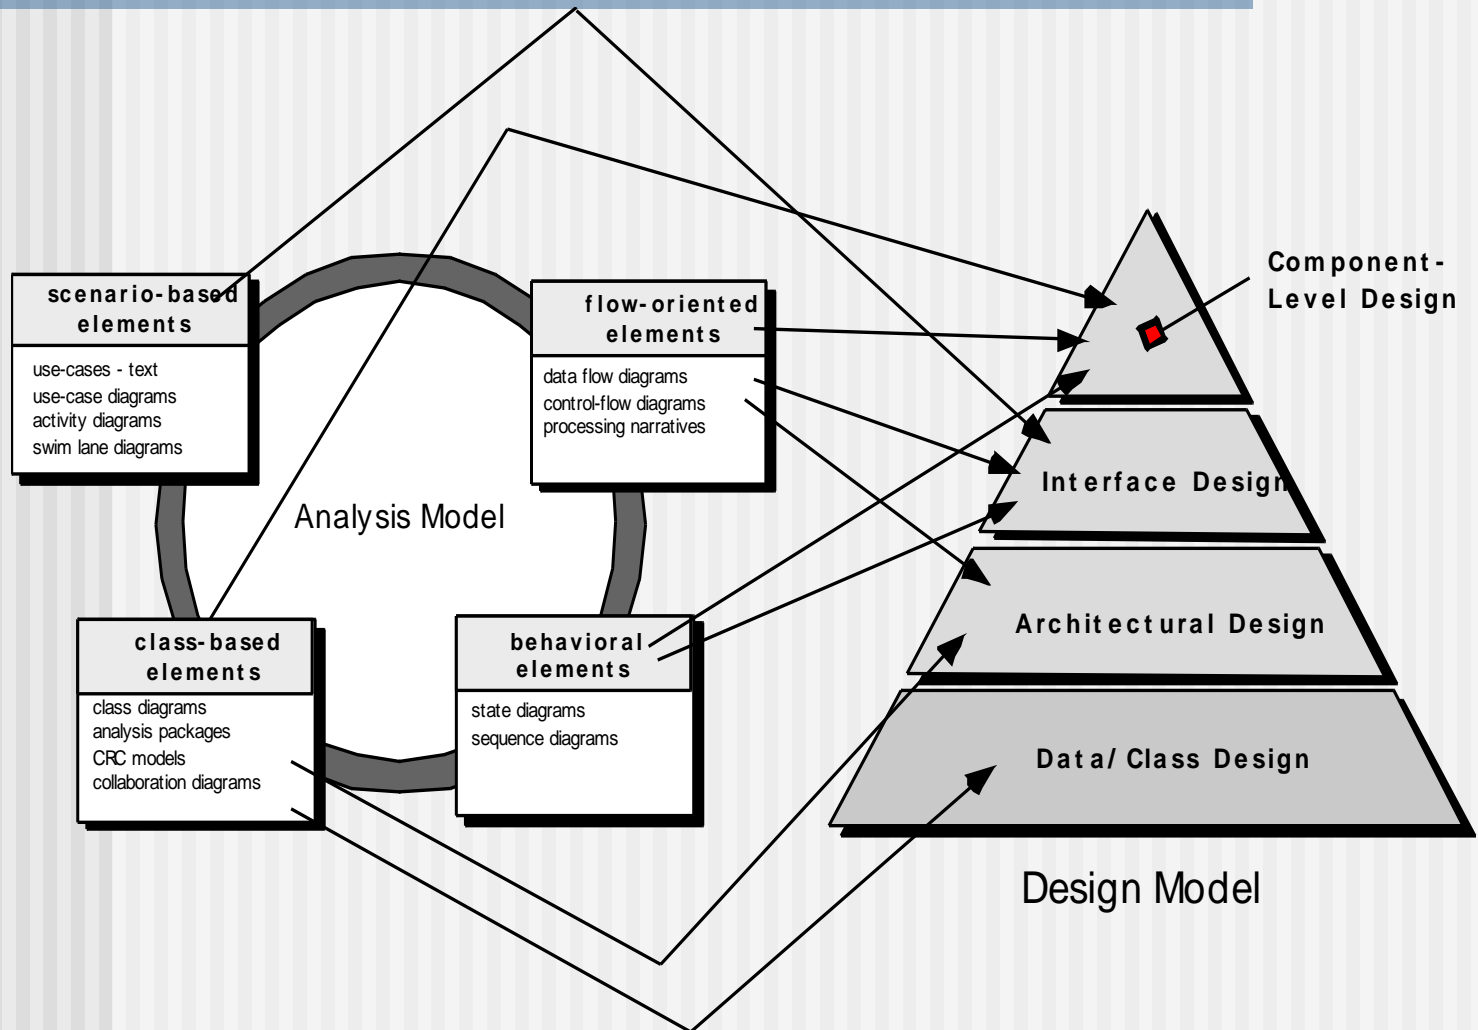 scenario-based
elements
use-cases - text
use-case diagrams
activity diagrams
swim lane diagrams
flow-oriented
elements
data flow diagrams
control-flow diagrams
processing narratives
Analysis Model
class-based
elements
class diagrams
analysis packages
CRC models
collaboration diagrams
behavioral
elements
state diagrams
sequence diagrams
Component-
Level Design
Interface Design
Architectural Design
Data/Class Design
Design Model